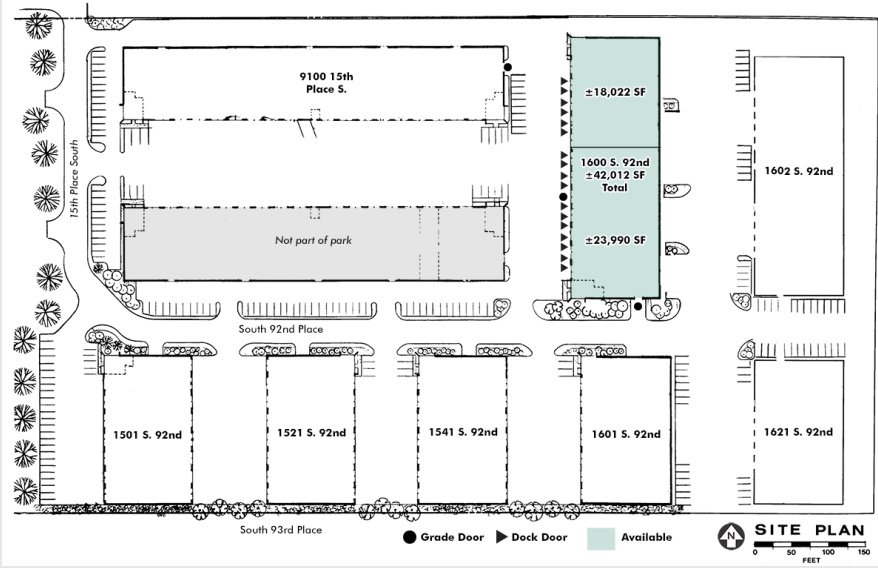 9100 15th
Place S.
±18,022 SF
1600 S. 92nd
±42,012 SF
Total
±23,990 SF
1602 S. 92nd
15th Place South
Not part of park
South 92nd Place
1501 S. 92nd
1521 S. 92nd
1541 S. 92nd
1601 S. 92nd
1621 S. 92nd
South 93rd Place
Grade Door
Dock Door
Available
N
SITE PLAN
0 50 100 150
FEET